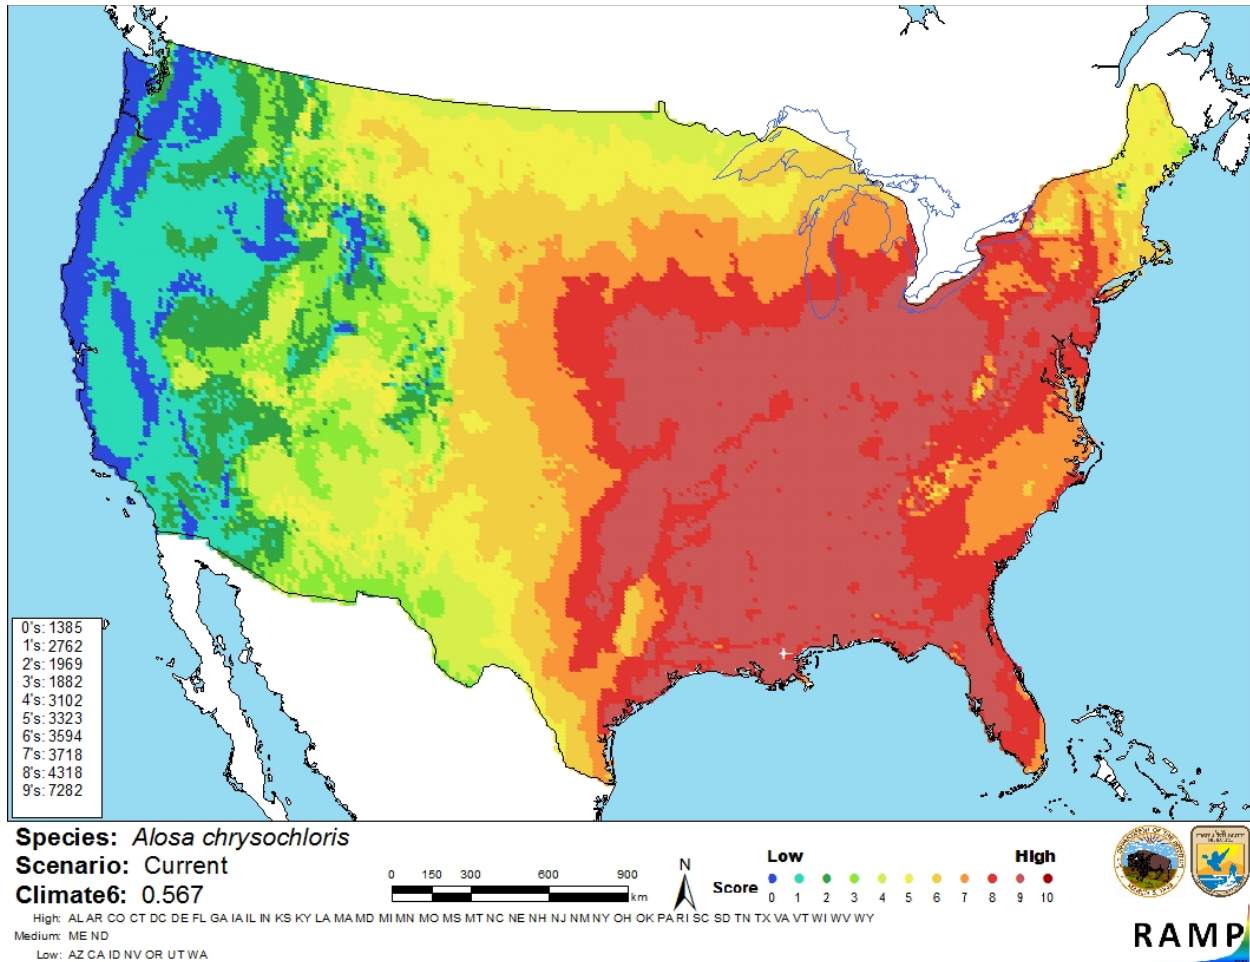 0's: 1385
1's: 2762
2's: 1969
3's: 1882
4's: 3102
5's: 3323
6's: 3594
7's: 3718
8's: 4318
9's: 7282
Species: Alosa chrysochloris
Scenario: Current
Climate6: 0.567
High: AL AR CO CT DC DE FL GA IA IL IN KS KY LA MA MD MI MN MO MS MT NC NE NH NJ NM NY OH OK PA RI SC SD TN TX VA VT WI WV WY
Medium: ME ND
Low: AZ CA ID NV OR UT WA
0 150 300 600 900
km
N
Low High
Score 0 1 2 3 4 5 6 7 8 9 10
RAMP